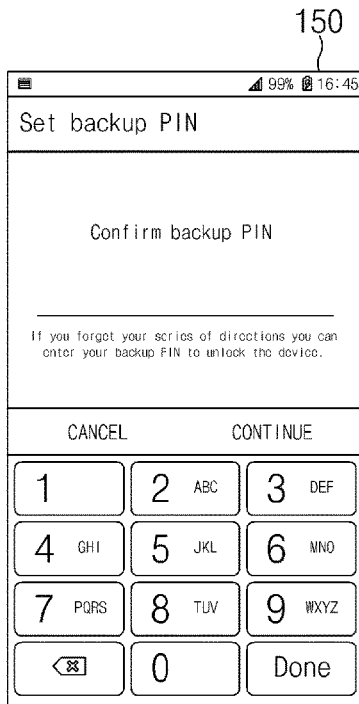 150
99% 16:45
Set backup PIN
Confirm backup PIN
If you forget your series of directions you can
enter your backup PIN to unlock the device.
CANCEL CONTINUE
1 2 ABC 3 DEF
4 GHI 5 JKL 6 MNO
7 PQRS 8 TUV 9 WXYZ
0 Done